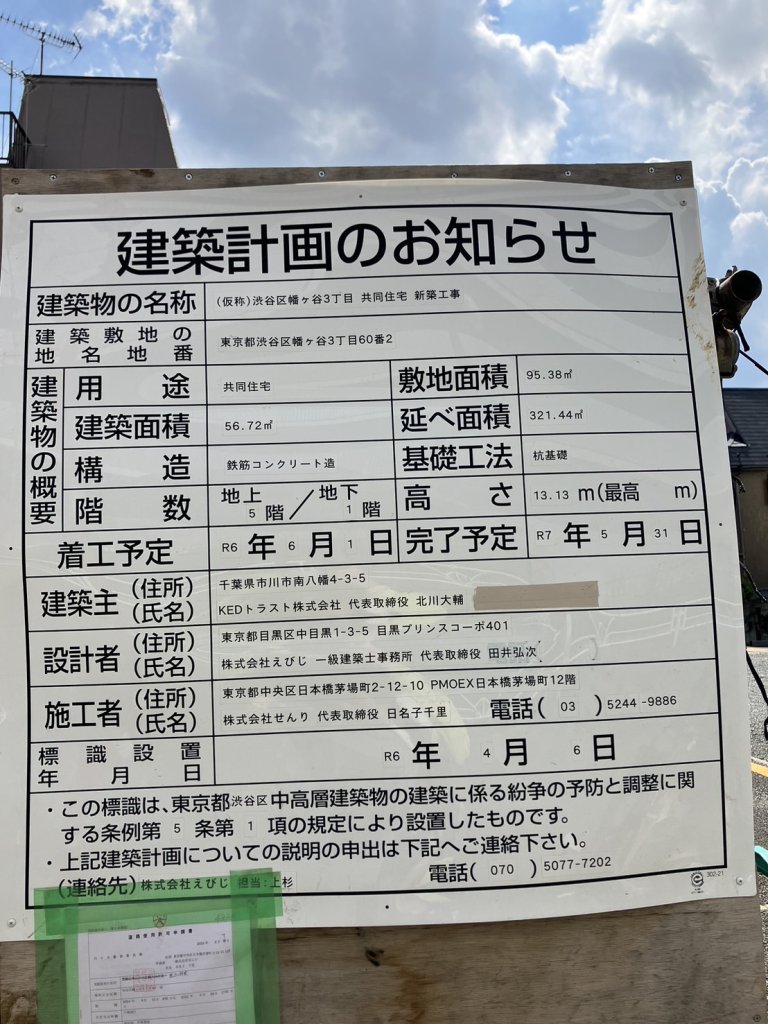 建築計画のお知らせ
建築物の名称 (仮称)渋谷区幡ヶ谷3丁目 共同住宅 新築工事
建築敷地の
地名地番 東京都渋谷区幡ヶ谷3丁目60番2
建築物の概要
用途 共同住宅 敷地面積 95.38㎡
建築面積 56.72㎡ 延べ面積 321.44㎡
構造 鉄筋コンクリート造 基礎工法 杭基礎
階数 地上 5 階/地下 1 階 高さ 13.13 m(最高 m)
着工予定 R6 年 6 月 1 日 完了予定 R7 年 5 月 31 日
建築主 (住所) 千葉県市川市南八幡4-3-5
(氏名) KEDトラスト株式会社 代表取締役 北川大輔
設計者 (住所) 東京都目黒区中目黒1-3-5 目黒プリンスコーポ401
(氏名) 株式会社えびじ 一級建築士事務所 代表取締役 田井弘次
施工者 (住所) 東京都中央区日本橋茅場町2-12-10 PMOEX日本橋茅場町12階
(氏名) 株式会社せんり 代表取締役 日名子千里 電話( 03 )5244-9886
標識設置
年月日 R6 年 4 月 6 日
・この標識は、東京都渋谷区中高層建築物の建築に係る紛争の予防と調整に関
する条例第 5 条第 1 項の規定により設置したものです。
・上記建築計画についての説明の申出は下記へご連絡下さい。
(連絡先)株式会社えびじ 担当:上杉 電話( 070 )5077-7202
302-21
道路使用許可申請書